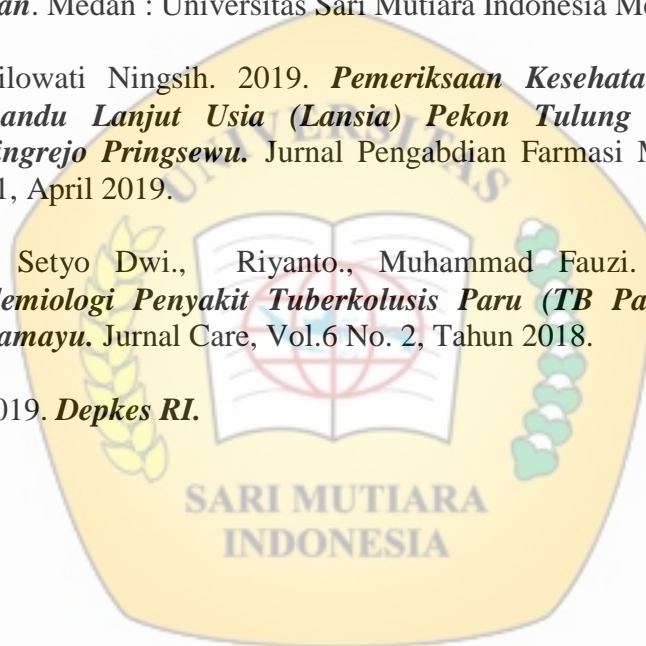 an. Medan : Universitas Sari Mutiara Indonesia
ilowati Ningsih. 2019. Pemeriksaan Kesehata
andu Lanjut Usia (Lansia) Pekon Tulung
ingrejo Pringsewu. Jurnal Pengabdian Farmasi M
1, April 2019.
UNIVERSITAS
Setyo Dwi., Riyanto., Muhammad Fauzi.
demiologi Penyakit Tuberkolusis Paru (TB Pa
amayu. Jurnal Care, Vol.6 No. 2, Tahun 2018.
019. Depkes RI.
SARI MUTIARA
INDONESIA